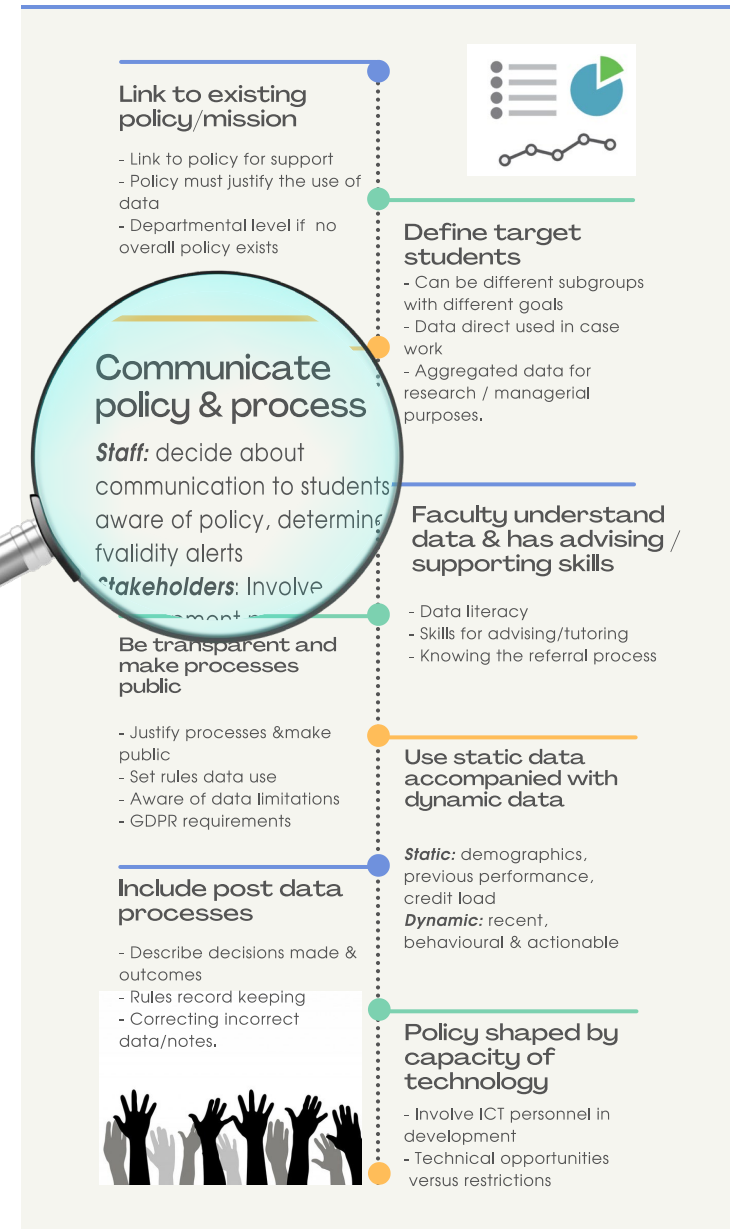 Link to existing
policy/mission
- Link to policy for support
- Policy must justify the use of
data
- Departmental level if no
overall policy exists
Define target
students
- Can be different subgroups
with different goals
- Data direct used in case
work
- Aggregated data for
research / managerial
purposes.
Communicate
policy & process
Staff: decide about
communication to students
aware of policy, determine
fvalidity alerts
Stakeholders: Involve
Faculty understand
data & has advising /
supporting skills
- Data literacy
- Skills for advising/tutoring
- Knowing the referral process
Be transparent and
make processes
public
- Justify processes &make
public
- Set rules data use
- Aware of data limitations
- GDPR requirements
Use static data
accompanied with
dynamic data
Static: demographics,
previous performance,
credit load
Dynamic: recent,
behavioural & actionable
Include post data
processes
- Describe decisions made &
outcomes
- Rules record keeping
- Correcting incorrect
data/notes.
Policy shaped by
capacity of
technology
- Involve ICT personnel in
development
- Technical opportunities
versus restrictions